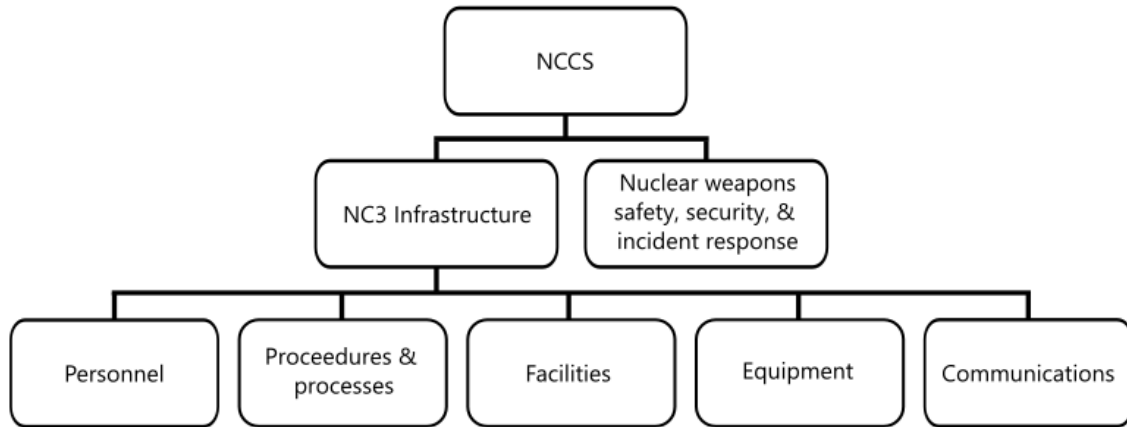 NCCS
NC3 Infrastructure
Nuclear weapons
safety, security, &
incident response
Personnel
Proceedures &
processes
Facilities
Equipment
Communications